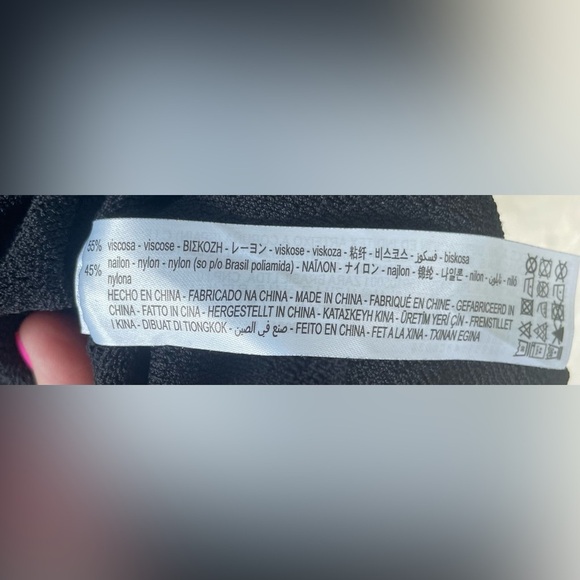 55% viscosa - viscose - ΒΙΣΚΟΖΗ - レーヨン - viskose - viskoza - 粘纤 - 비스코스 - فسكوز - biskosa
45% nailon - nylon - nylon (so p/o Brasil poliamida) - ΝΑΪΛΟΝ - ナイロン - najlon - 锦纶 - 나일론 - nilon - نايلون -
nylona
HECHO EN CHINA - FABRICADO NA CHINA - MADE IN CHINA - FABRIQUÉ EN CHINE - GEFABRICEERD IN
CHINA - FATTO IN CINA - HERGESTELLT IN CHINA - ΚΑΤΑΣΚΕΥΗ ΚΙΝΑ - ÜRETİM YERİ ÇİN - FREMSTILLET
I KINA - DIBUAT DI TIONGKOK - صنع في الصين - FEITO EN CHINA - FET A LA XINA - TXINAN EGINA